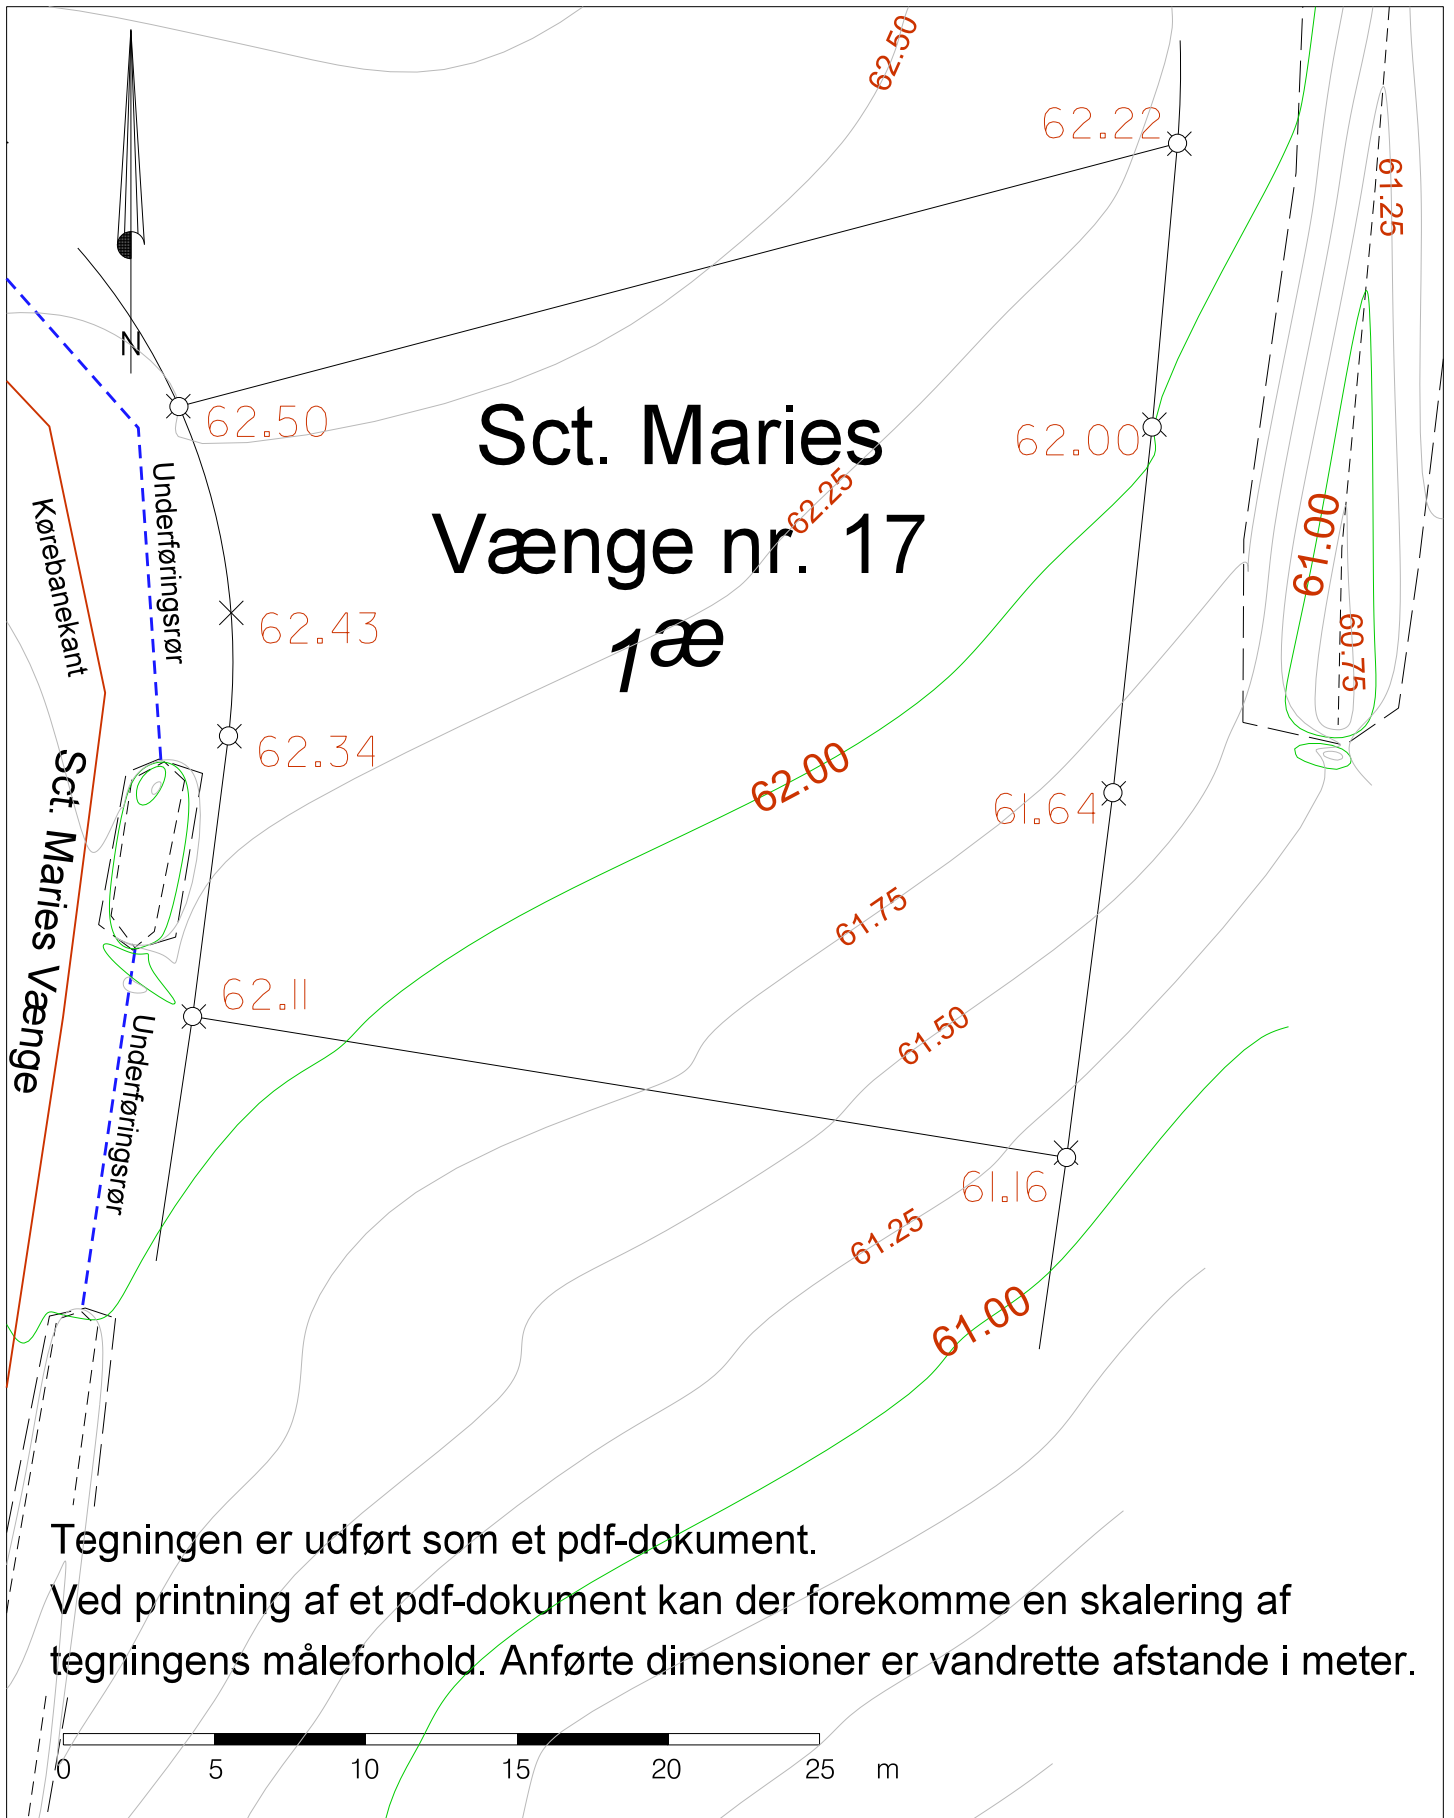 62.50
62.22
61.25
N
62.50
Sct. Maries
Vænge nr. 17
1æ
62.00
62.25
Underføringsrør
Kørebanekant
61.00
62.43
60.75
62.34
62.00
61.64
Sct. Maries Vænge
61.75
62.11
61.50
Underføringsrør
61.16
61.25
61.00
Tegningen er udført som et pdf-dokument.
Ved printning af et pdf-dokument kan der forekomme en skalering af
tegningens måleforhold. Anførte dimensioner er vandrette afstande i meter.
0 5 10 15 20 25 m